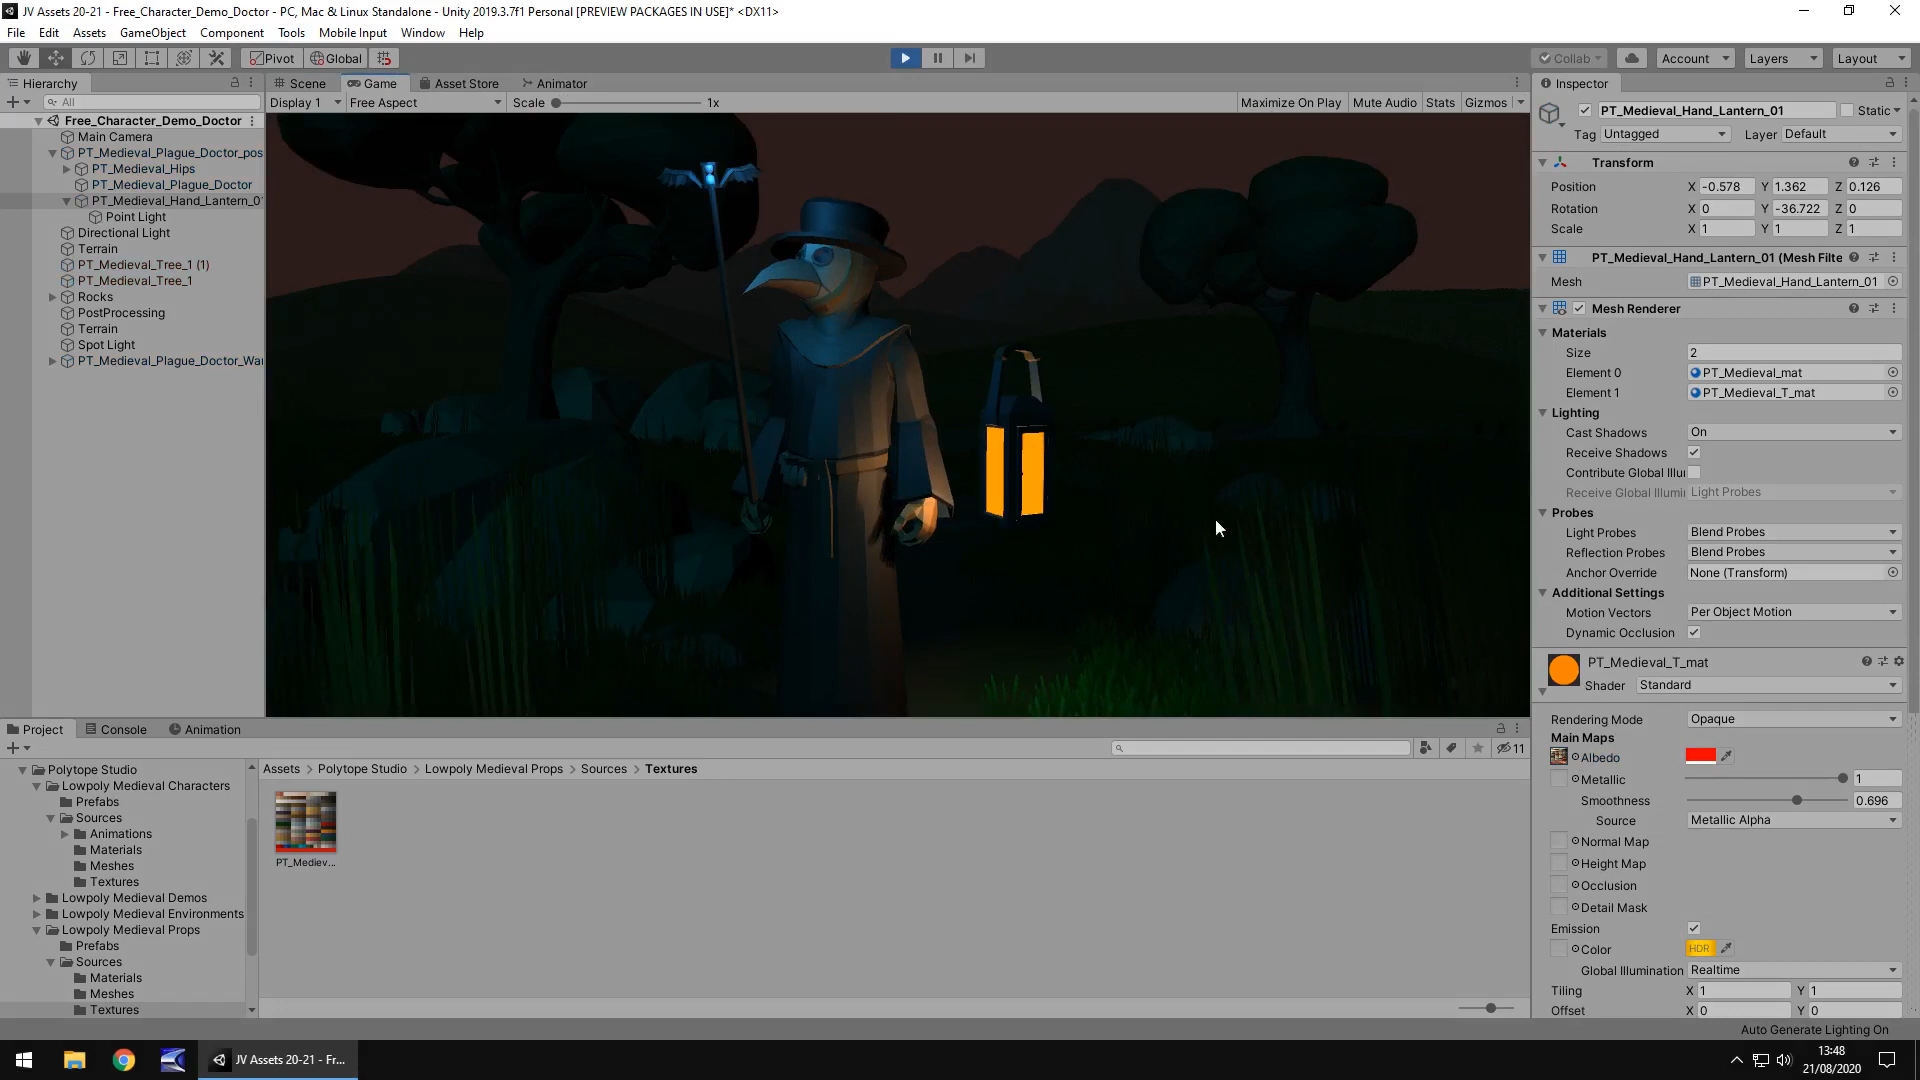 JV Assets 20-21 - Free_Character_Demo_Doctor - PC, Mac & Linux Standalone - Unity 2019.3.7f1 Personal [PREVIEW PACKAGES IN USE]* <DX11>
File Edit Assets GameObject Component Tools Mobile Input Window Help
Pivot Global Collab Account Layers Layout
Hierarchy
All
Free_Character_Demo_Doctor
Main Camera
PT_Medieval_Plague_Doctor_pos
PT_Medieval_Hips
PT_Medieval_Plague_Doctor
PT_Medieval_Hand_Lantern_01
Point Light
Directional Light
Terrain
PT_Medieval_Tree_1 (1)
PT_Medieval_Tree_1
Rocks
PostProcessing
Terrain
Spot Light
PT_Medieval_Plague_Doctor_Wa
Scene Game Asset Store Animator
Display 1 Free Aspect Scale 1x Maximize On Play Mute Audio Stats Gizmos
Inspector
PT_Medieval_Hand_Lantern_01 Static
Tag Untagged Layer Default
Transform
Position X -0.578 Y 1.362 Z 0.126
Rotation X 0 Y -36.722 Z 0
Scale X 1 Y 1 Z 1
PT_Medieval_Hand_Lantern_01 (Mesh Filte
Mesh PT_Medieval_Hand_Lantern_01
Mesh Renderer
Materials
Size 2
Element 0 PT_Medieval_mat
Element 1 PT_Medieval_T_mat
Lighting
Cast Shadows On
Receive Shadows
Contribute Global Illu
Receive Global Illumi Light Probes
Probes
Light Probes Blend Probes
Reflection Probes Blend Probes
Anchor Override None (Transform)
Additional Settings
Motion Vectors Per Object Motion
Dynamic Occlusion
PT_Medieval_T_mat
Shader Standard
Rendering Mode Opaque
Main Maps
Albedo
Metallic 1
Smoothness 0.696
Source Metallic Alpha
Normal Map
Height Map
Occlusion
Detail Mask
Emission
Color HDR
Global Illumination Realtime
Tiling X 1 Y 1
Offset X 0 Y 0
Auto Generate Lighting On
Project Console Animation
11
Polytope Studio
Lowpoly Medieval Characters
Prefabs
Sources
Animations
Materials
Meshes
Textures
Lowpoly Medieval Demos
Lowpoly Medieval Environments
Lowpoly Medieval Props
Prefabs
Sources
Materials
Meshes
Textures
Assets > Polytope Studio > Lowpoly Medieval Props > Sources > Textures
PT_Mediev...
JV Assets 20-21 - Fr...
13:48
21/08/2020